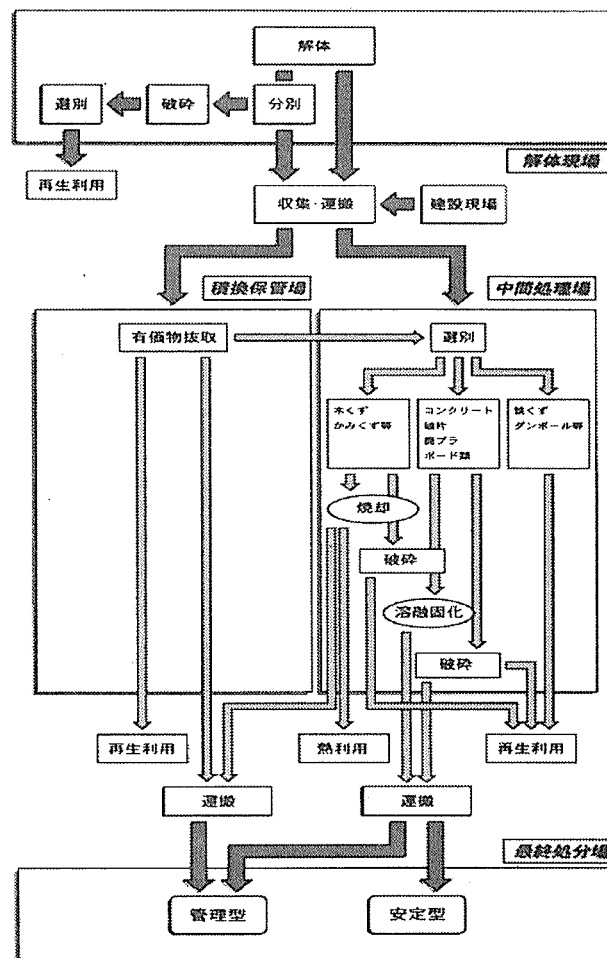 解体
選別
破砕
分別
解体現場
再生利用
収集・運搬
建設現場
積換保管場
中間処理場
有価物抜取
選別
木くず
かみくず等
コンクリート
破片
廃プラ
ボード類
鉄くず
ダンボール等
焼却
破砕
溶融固化
破砕
再生利用
熱利用
再生利用
運搬
運搬
最終処分場
管理型
安定型